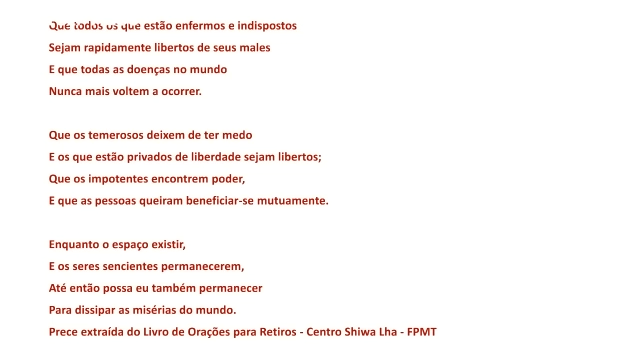 Que todos os que estão enfermos e indispostos
Sejam rapidamente libertos de seus males
E que todas as doenças no mundo
Nunca mais voltem a ocorrer.
Que os temerosos deixem de ter medo
E os que estão privados de liberdade sejam libertos;
Que os impotentes encontrem poder,
E que as pessoas queiram beneficiar-se mutuamente.
Enquanto o espaço existir,
E os seres sencientes permanecerem,
Até então possa eu também permanecer
Para dissipar as misérias do mundo.
Prece extraída do Livro de Orações para Retiros - Centro Shiwa Lha - FPMT